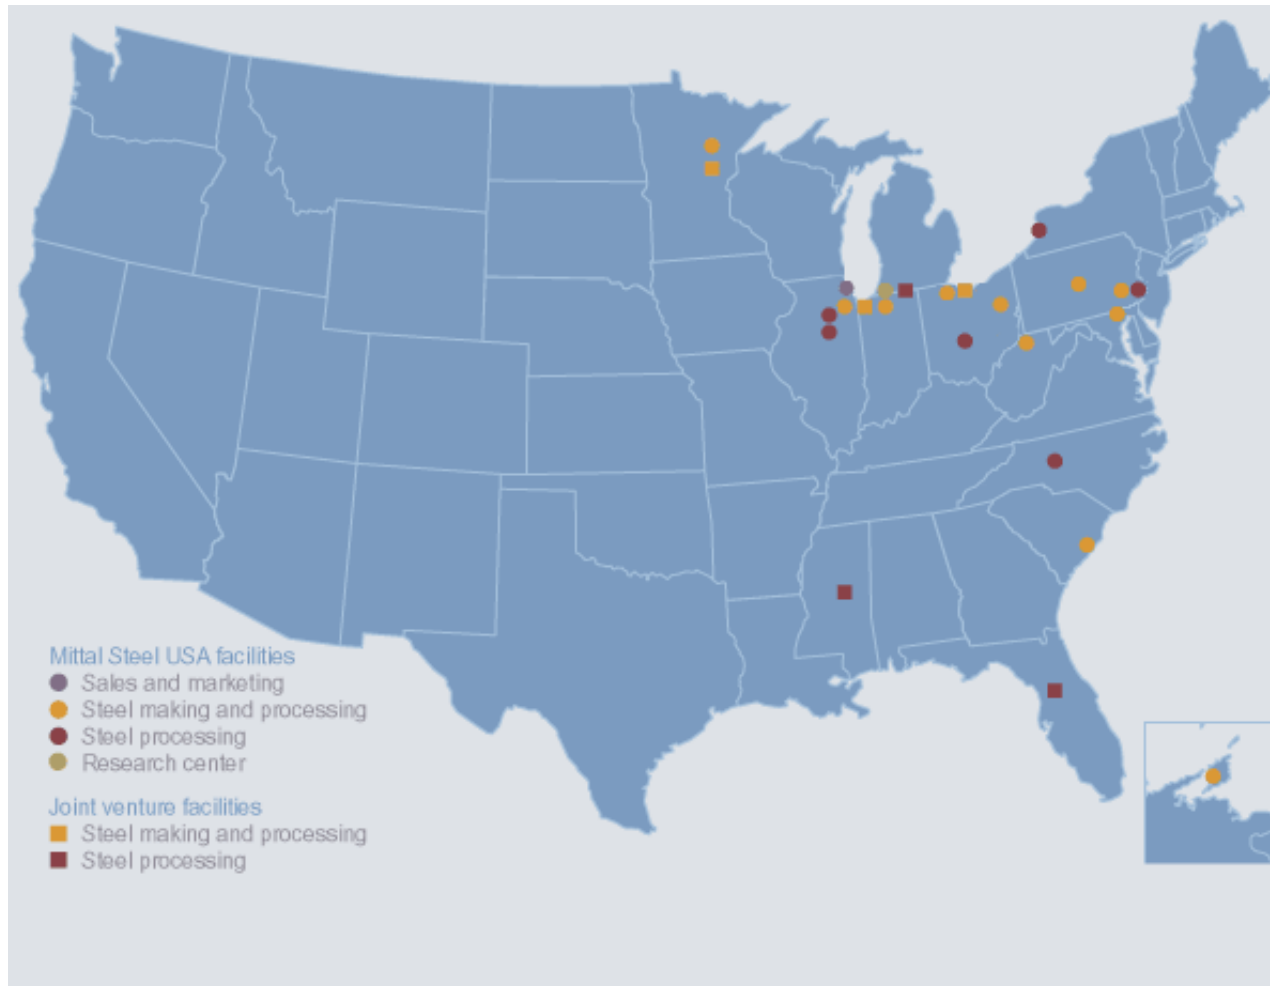 Mittal Steel USA facilities
Sales and marketing
Steel making and processing
Steel processing
Research center
Joint venture facilities
Steel making and processing
Steel processing